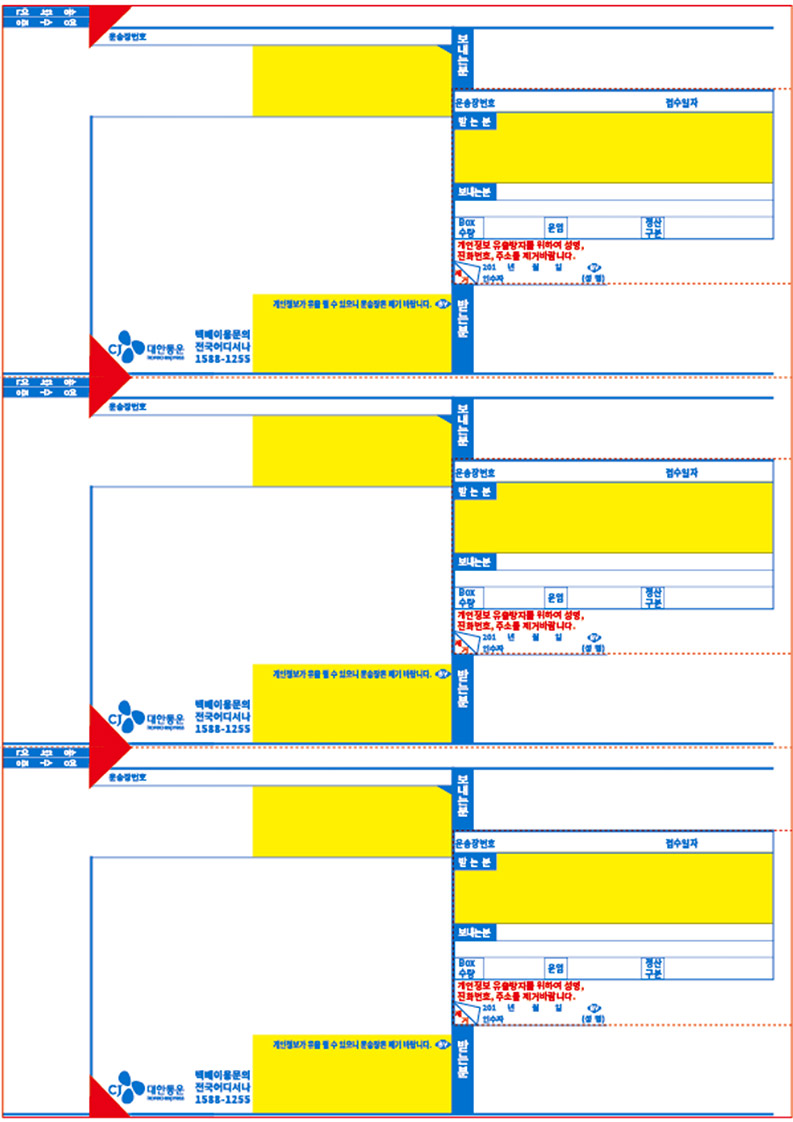 송하인
영수증
운송장번호
보내는분
운송장번호 접수일자
받는분
보내는분
Box 수량 운임 정산 구분
개인정보 유출방지를 위하여 성명,
전화번호, 주소를 제거바랍니다.
제거
201 년 월 일
인수자 (성명)
개인정보가 유출 될 수 있으니 운송장은 폐기 바랍니다.
받는분
CJ 대한통운
택배이용문의
전국어디서나
1588-1255
영수증
운송장번호
보내는분
운송장번호 접수일자
받는분
보내는분
Box 수량 운임 정산 구분
개인정보 유출방지를 위하여 성명,
전화번호, 주소를 제거바랍니다.
제거
201 년 월 일
인수자 (성명)
개인정보가 유출 될 수 있으니 운송장은 폐기 바랍니다.
받는분
CJ 대한통운
택배이용문의
전국어디서나
1588-1255
영수증
운송장번호
보내는분
운송장번호 접수일자
받는분
보내는분
Box 수량 운임 정산 구분
개인정보 유출방지를 위하여 성명,
전화번호, 주소를 제거바랍니다.
제거
201 년 월 일
인수자 (성명)
개인정보가 유출 될 수 있으니 운송장은 폐기 바랍니다.
받는분
CJ 대한통운
택배이용문의
전국어디서나
1588-1255